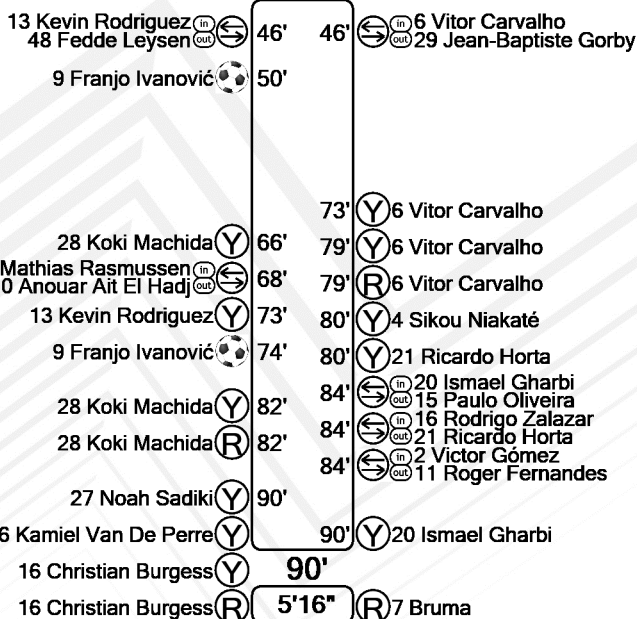 13 Kevin Rodriguez in 46' 46' in 6 Vitor Carvalho
48 Fedde Leysen out out 29 Jean-Baptiste Gorby
9 Franjo Ivanović 50'
73' Y 6 Vitor Carvalho
28 Koki Machida Y 66' 79' Y 6 Vitor Carvalho
Mathias Rasmussen in 68' 79' R 6 Vitor Carvalho
0 Anouar Ait El Hadj out
13 Kevin Rodriguez Y 73' 80' Y 4 Sikou Niakaté
9 Franjo Ivanović 74' 80' Y 21 Ricardo Horta
84' in 20 Ismael Gharbi
out 15 Paulo Oliveira
28 Koki Machida Y 82'
84' in 16 Rodrigo Zalazar
out 21 Ricardo Horta
28 Koki Machida R 82'
84' in 2 Victor Gómez
out 11 Roger Fernandes
27 Noah Sadiki Y 90'
6 Kamiel Van De Perre Y 90' Y 20 Ismael Gharbi
16 Christian Burgess Y 90'
16 Christian Burgess R 5'16" R 7 Bruma